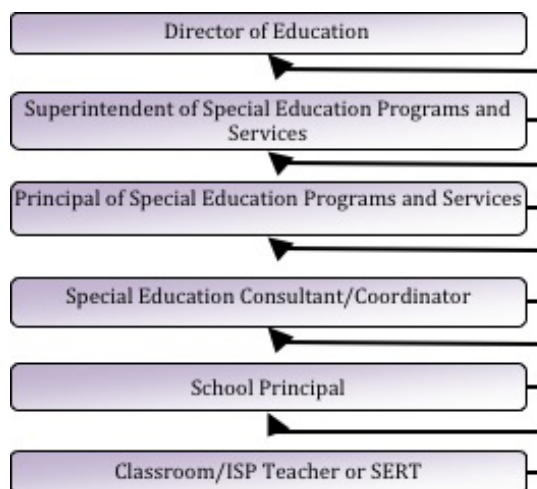 Director of Education
Superintendent of Special Education Programs and
Services
Principal of Special Education Programs and Services
Special Education Consultant/Coordinator
School Principal
Classroom/ISP Teacher or SERT